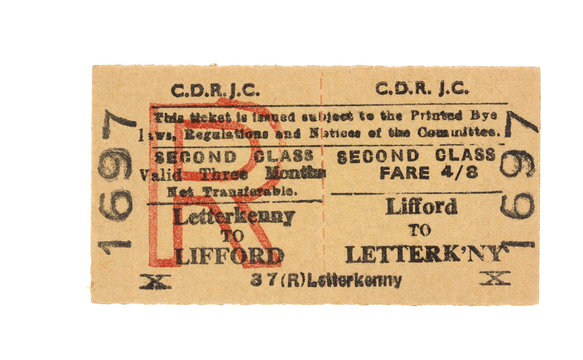 C.D.R.J.C. C.D.R.J.C.
This ticket is issued subject to the Printed Bye
laws, Regulations and Notices of the Committee.
SECOND CLASS
Valid Three Months
Not Transferable.
Letterkenny
TO
LIFFORD
SECOND CLASS
FARE 4/8
Lifford
TO
LETTERK'NY
R
1697
1697
X 37(R)Letterkenny X